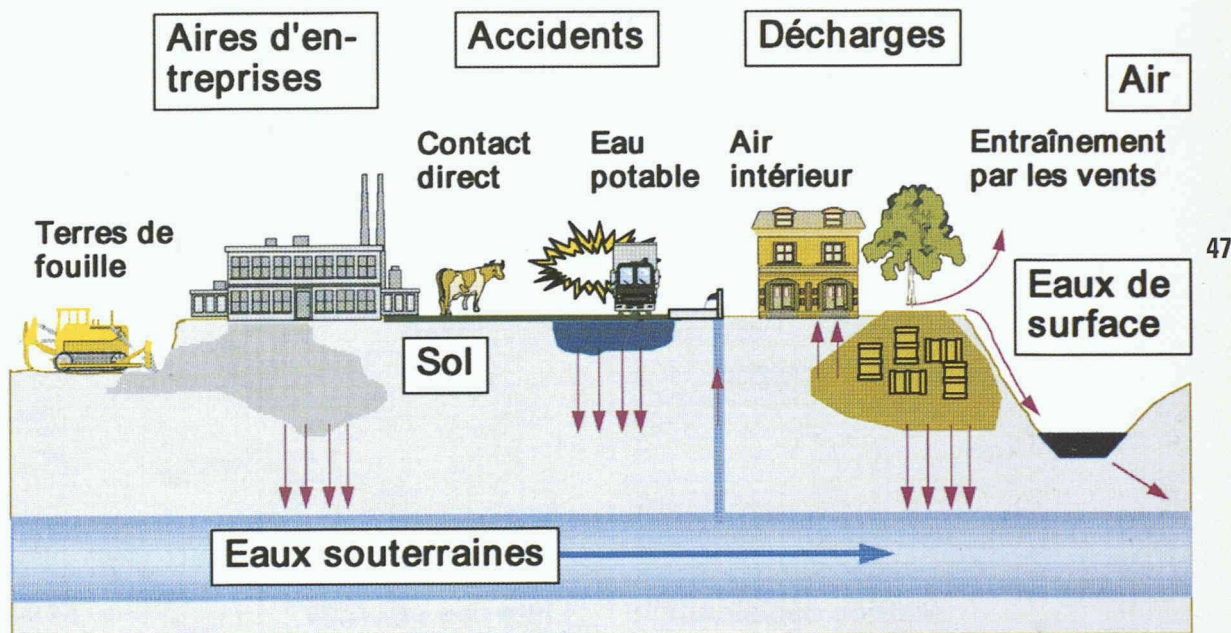 Aires d'en-
treprises
Accidents
Décharges
Air
Contact
direct
Eau
potable
Air
intérieur
Entraînement
par les vents
Terres de
fouille
47
Eaux de
surface
Sol
Eaux souterraines